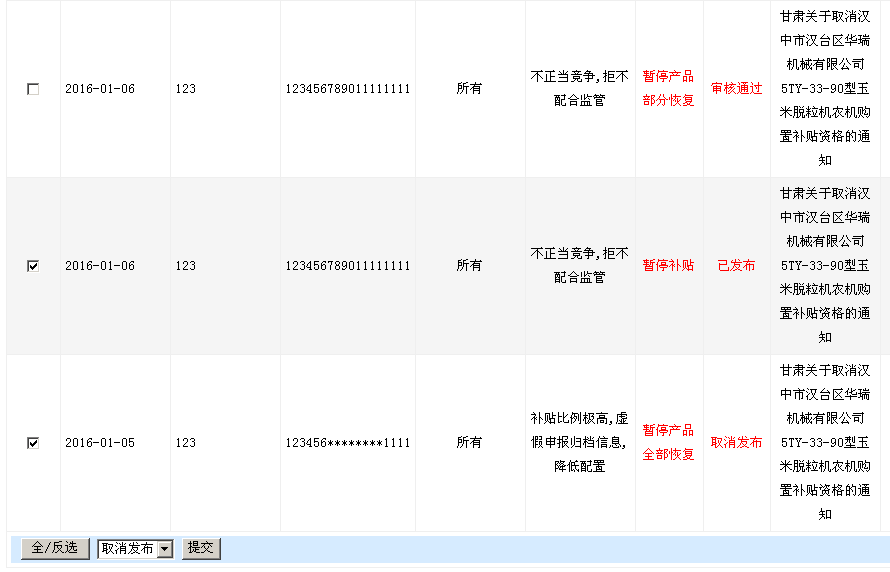 甘肃关于取消汉
中市汉台区华瑞
机械有限公司
2016-01-06 123 123456789011111111 所有 不正当竞争,拒不 暂停产品 审核通过 5TY-33-90型玉
配合监管 部分恢复 米脱粒机农机购
置补贴资格的通
知
甘肃关于取消汉
中市汉台区华瑞
机械有限公司
2016-01-06 123 123456789011111111 所有 不正当竞争,拒不 暂停补贴 已发布 5TY-33-90型玉
配合监管 米脱粒机农机购
置补贴资格的通
知
甘肃关于取消汉
中市汉台区华瑞
补贴比例极高,虚 机械有限公司
2016-01-05 123 123456********1111 所有 假申报归档信息, 暂停产品 取消发布 5TY-33-90型玉
降低配置 全部恢复 米脱粒机农机购
置补贴资格的通
知
全/反选 取消发布 提交